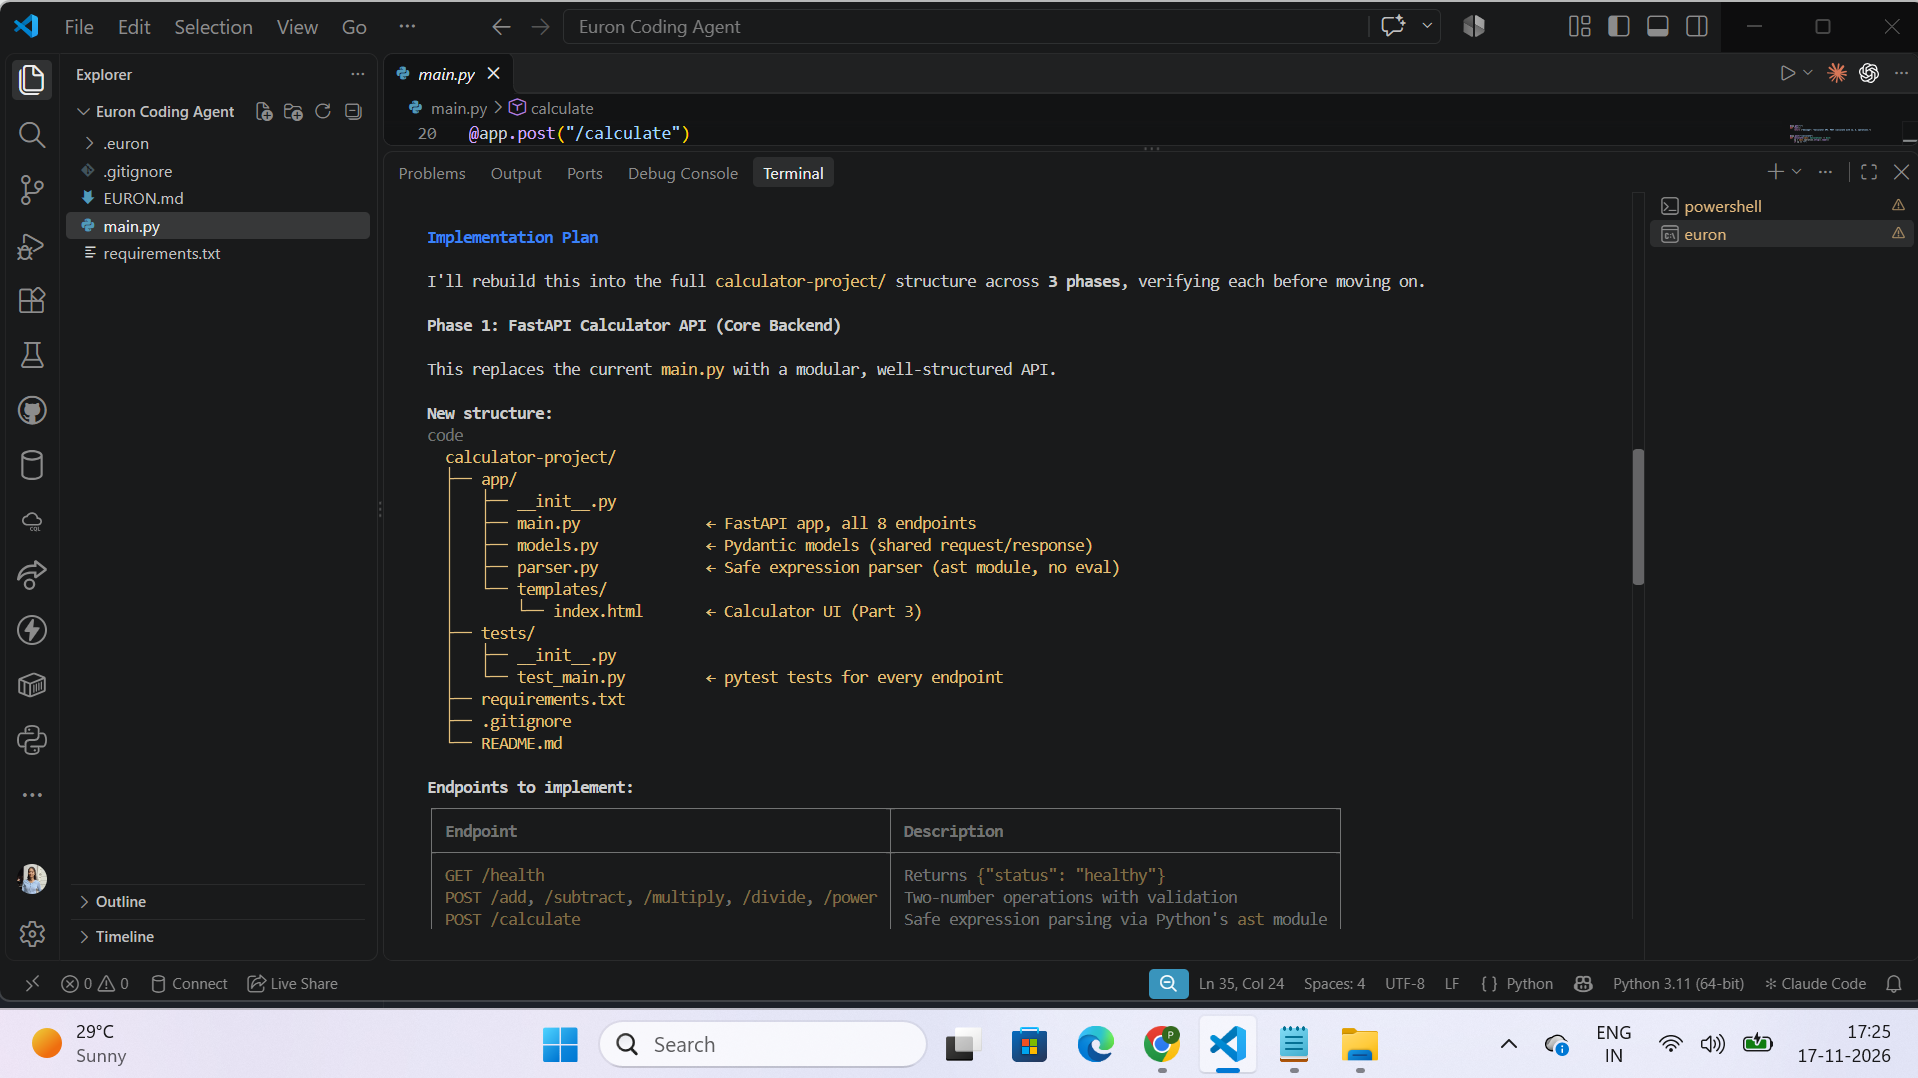 File Edit Selection View Go ··· Euron Coding Agent
Explorer
Euron Coding Agent
.euron
.gitignore
EURON.md
main.py
requirements.txt
Outline
Timeline
main.py
main.py > calculate
20 @app.post("/calculate")
Problems Output Ports Debug Console Terminal
powershell
euron
Implementation Plan
I'll rebuild this into the full calculator-project/ structure across 3 phases, verifying each before moving on.
Phase 1: FastAPI Calculator API (Core Backend)
This replaces the current main.py with a modular, well-structured API.
New structure:
code
calculator-project/
├── app/
│   ├── __init__.py
│   ├── main.py ← FastAPI app, all 8 endpoints
│   ├── models.py ← Pydantic models (shared request/response)
│   ├── parser.py ← Safe expression parser (ast module, no eval)
│   └── templates/
│       └── index.html ← Calculator UI (Part 3)
├── tests/
│   ├── __init__.py
│   └── test_main.py ← pytest tests for every endpoint
├── requirements.txt
├── .gitignore
└── README.md
Endpoints to implement:
Endpoint Description
GET /health Returns {"status": "healthy"}
POST /add, /subtract, /multiply, /divide, /power Two-number operations with validation
POST /calculate Safe expression parsing via Python's ast module
0 0 Connect Live Share Ln 35, Col 24 Spaces: 4 UTF-8 LF { } Python Python 3.11 (64-bit) Claude Code
29°C
Sunny
Search
ENG
IN
17:25
17-11-2026